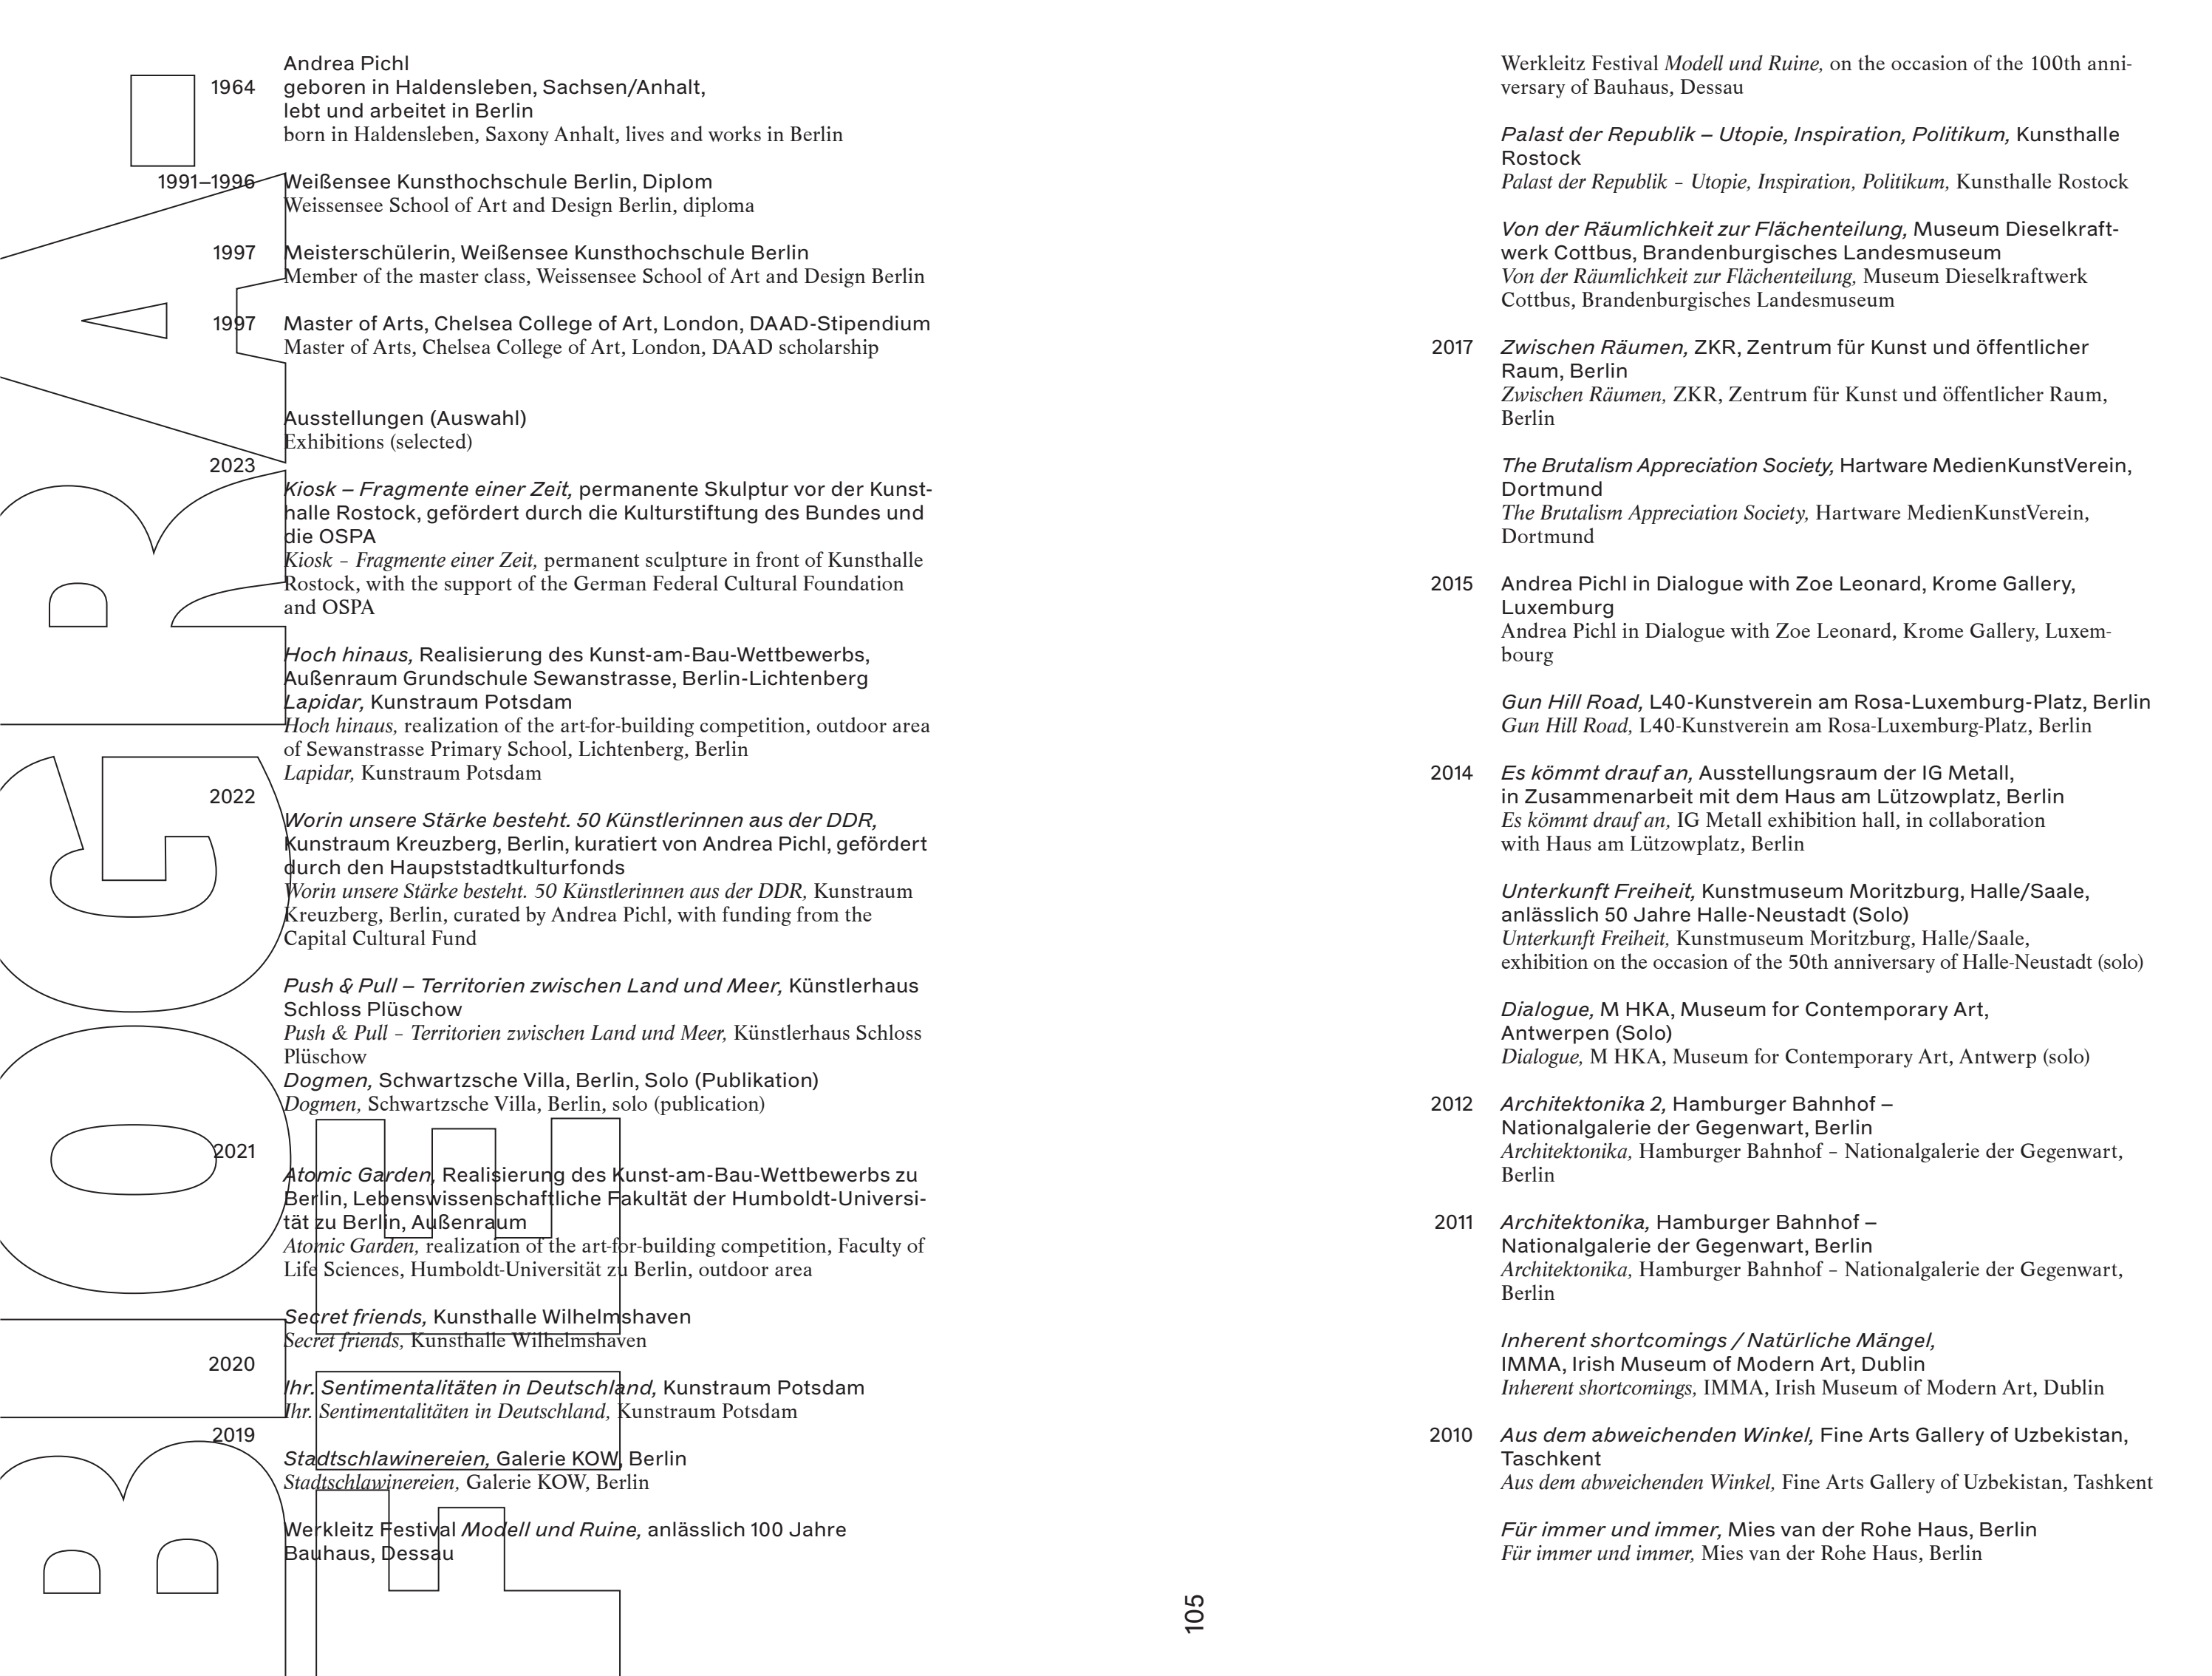 Andrea Pichl
1964 geboren in Haldensleben, Sachsen/Anhalt,
lebt und arbeitet in Berlin
born in Haldensleben, Saxony Anhalt, lives and works in Berlin
1991–1996 Weißensee Kunsthochschule Berlin, Diplom
Weissensee School of Art and Design Berlin, diploma
1997 Meisterschülerin, Weißensee Kunsthochschule Berlin
Member of the master class, Weissensee School of Art and Design Berlin
1997 Master of Arts, Chelsea College of Art, London, DAAD-Stipendium
Master of Arts, Chelsea College of Art, London, DAAD scholarship
Ausstellungen (Auswahl)
Exhibitions (selected)
2023
Kiosk – Fragmente einer Zeit, permanente Skulptur vor der Kunst-
halle Rostock, gefördert durch die Kulturstiftung des Bundes und
die OSPA
Kiosk – Fragmente einer Zeit, permanent sculpture in front of Kunsthalle
Rostock, with the support of the German Federal Cultural Foundation
and OSPA
Hoch hinaus, Realisierung des Kunst-am-Bau-Wettbewerbs,
Außenraum Grundschule Sewanstrasse, Berlin-Lichtenberg
Lapidar, Kunstraum Potsdam
Hoch hinaus, realization of the art-for-building competition, outdoor area
of Sewanstrasse Primary School, Lichtenberg, Berlin
Lapidar, Kunstraum Potsdam
2022
Worin unsere Stärke besteht. 50 Künstlerinnen aus der DDR,
Kunstraum Kreuzberg, Berlin, kuratiert von Andrea Pichl, gefördert
durch den Haupststadtkulturfonds
Worin unsere Stärke besteht. 50 Künstlerinnen aus der DDR, Kunstraum
Kreuzberg, Berlin, curated by Andrea Pichl, with funding from the
Capital Cultural Fund
Push & Pull – Territorien zwischen Land und Meer, Künstlerhaus
Schloss Plüschow
Push & Pull – Territorien zwischen Land und Meer, Künstlerhaus Schloss
Plüschow
Dogmen, Schwartzsche Villa, Berlin, Solo (Publikation)
Dogmen, Schwartzsche Villa, Berlin, solo (publication)
2021
Atomic Garden, Realisierung des Kunst-am-Bau-Wettbewerbs zu
Berlin, Lebenswissenschaftliche Fakultät der Humboldt-Universi-
tät zu Berlin, Außenraum
Atomic Garden, realization of the art-for-building competition, Faculty of
Life Sciences, Humboldt-Universität zu Berlin, outdoor area
Secret friends, Kunsthalle Wilhelmshaven
Secret friends, Kunsthalle Wilhelmshaven
2020
Ihr. Sentimentalitäten in Deutschland, Kunstraum Potsdam
Ihr. Sentimentalitäten in Deutschland, Kunstraum Potsdam
2019
Stadtschlawinereien, Galerie KOW, Berlin
Stadtschlawinereien, Galerie KOW, Berlin
Werkleitz Festival Modell und Ruine, anlässlich 100 Jahre
Bauhaus, Dessau
105
Werkleitz Festival Modell und Ruine, on the occasion of the 100th anni-
versary of Bauhaus, Dessau
Palast der Republik – Utopie, Inspiration, Politikum, Kunsthalle
Rostock
Palast der Republik – Utopie, Inspiration, Politikum, Kunsthalle Rostock
Von der Räumlichkeit zur Flächenteilung, Museum Dieselkraft-
werk Cottbus, Brandenburgisches Landesmuseum
Von der Räumlichkeit zur Flächenteilung, Museum Dieselkraftwerk
Cottbus, Brandenburgisches Landesmuseum
2017 Zwischen Räumen, ZKR, Zentrum für Kunst und öffentlicher
Raum, Berlin
Zwischen Räumen, ZKR, Zentrum für Kunst und öffentlicher Raum,
Berlin
The Brutalism Appreciation Society, Hartware MedienKunstVerein,
Dortmund
The Brutalism Appreciation Society, Hartware MedienKunstVerein,
Dortmund
2015 Andrea Pichl in Dialogue with Zoe Leonard, Krome Gallery,
Luxemburg
Andrea Pichl in Dialogue with Zoe Leonard, Krome Gallery, Luxem-
bourg
Gun Hill Road, L40-Kunstverein am Rosa-Luxemburg-Platz, Berlin
Gun Hill Road, L40-Kunstverein am Rosa-Luxemburg-Platz, Berlin
2014 Es kömmt drauf an, Ausstellungsraum der IG Metall,
in Zusammenarbeit mit dem Haus am Lützowplatz, Berlin
Es kömmt drauf an, IG Metall exhibition hall, in collaboration
with Haus am Lützowplatz, Berlin
Unterkunft Freiheit, Kunstmuseum Moritzburg, Halle/Saale,
anlässlich 50 Jahre Halle-Neustadt (Solo)
Unterkunft Freiheit, Kunstmuseum Moritzburg, Halle/Saale,
exhibition on the occasion of the 50th anniversary of Halle-Neustadt (solo)
Dialogue, M HKA, Museum for Contemporary Art,
Antwerpen (Solo)
Dialogue, M HKA, Museum for Contemporary Art, Antwerp (solo)
2012 Architektonika 2, Hamburger Bahnhof –
Nationalgalerie der Gegenwart, Berlin
Architektonika, Hamburger Bahnhof – Nationalgalerie der Gegenwart,
Berlin
2011 Architektonika, Hamburger Bahnhof –
Nationalgalerie der Gegenwart, Berlin
Architektonika, Hamburger Bahnhof – Nationalgalerie der Gegenwart,
Berlin
Inherent shortcomings / Natürliche Mängel,
IMMA, Irish Museum of Modern Art, Dublin
Inherent shortcomings, IMMA, Irish Museum of Modern Art, Dublin
2010 Aus dem abweichenden Winkel, Fine Arts Gallery of Uzbekistan,
Taschkent
Aus dem abweichenden Winkel, Fine Arts Gallery of Uzbekistan, Tashkent
Für immer und immer, Mies van der Rohe Haus, Berlin
Für immer und immer, Mies van der Rohe Haus, Berlin